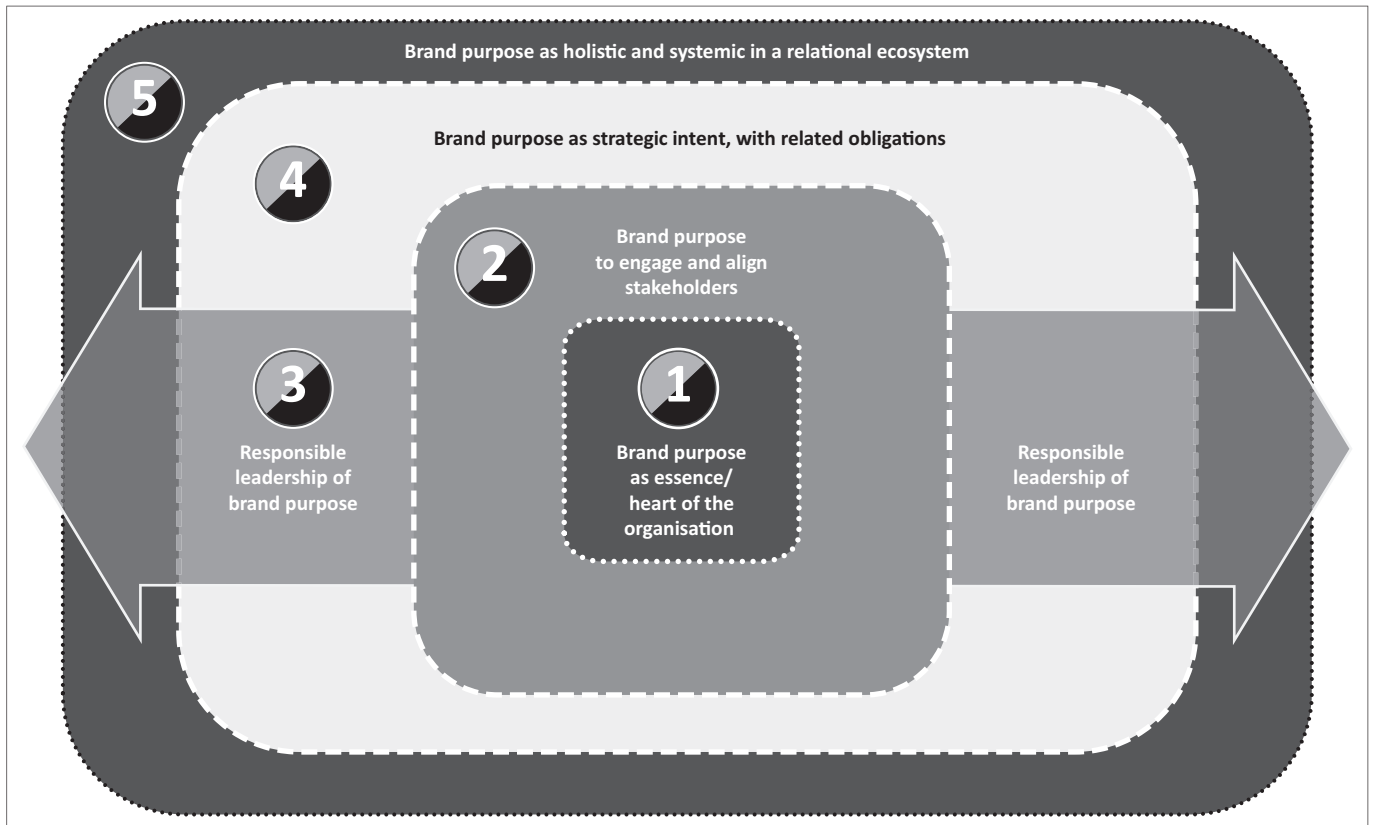 Brand purpose as holistic and systemic in a relational ecosystem
5
Brand purpose as strategic intent, with related obligations
4
2
Brand purpose
to engage and align
stakeholders
3
Responsible
leadership of
brand purpose
1
Brand purpose
as essence/
heart of the
organisation
Responsible
leadership of
brand purpose